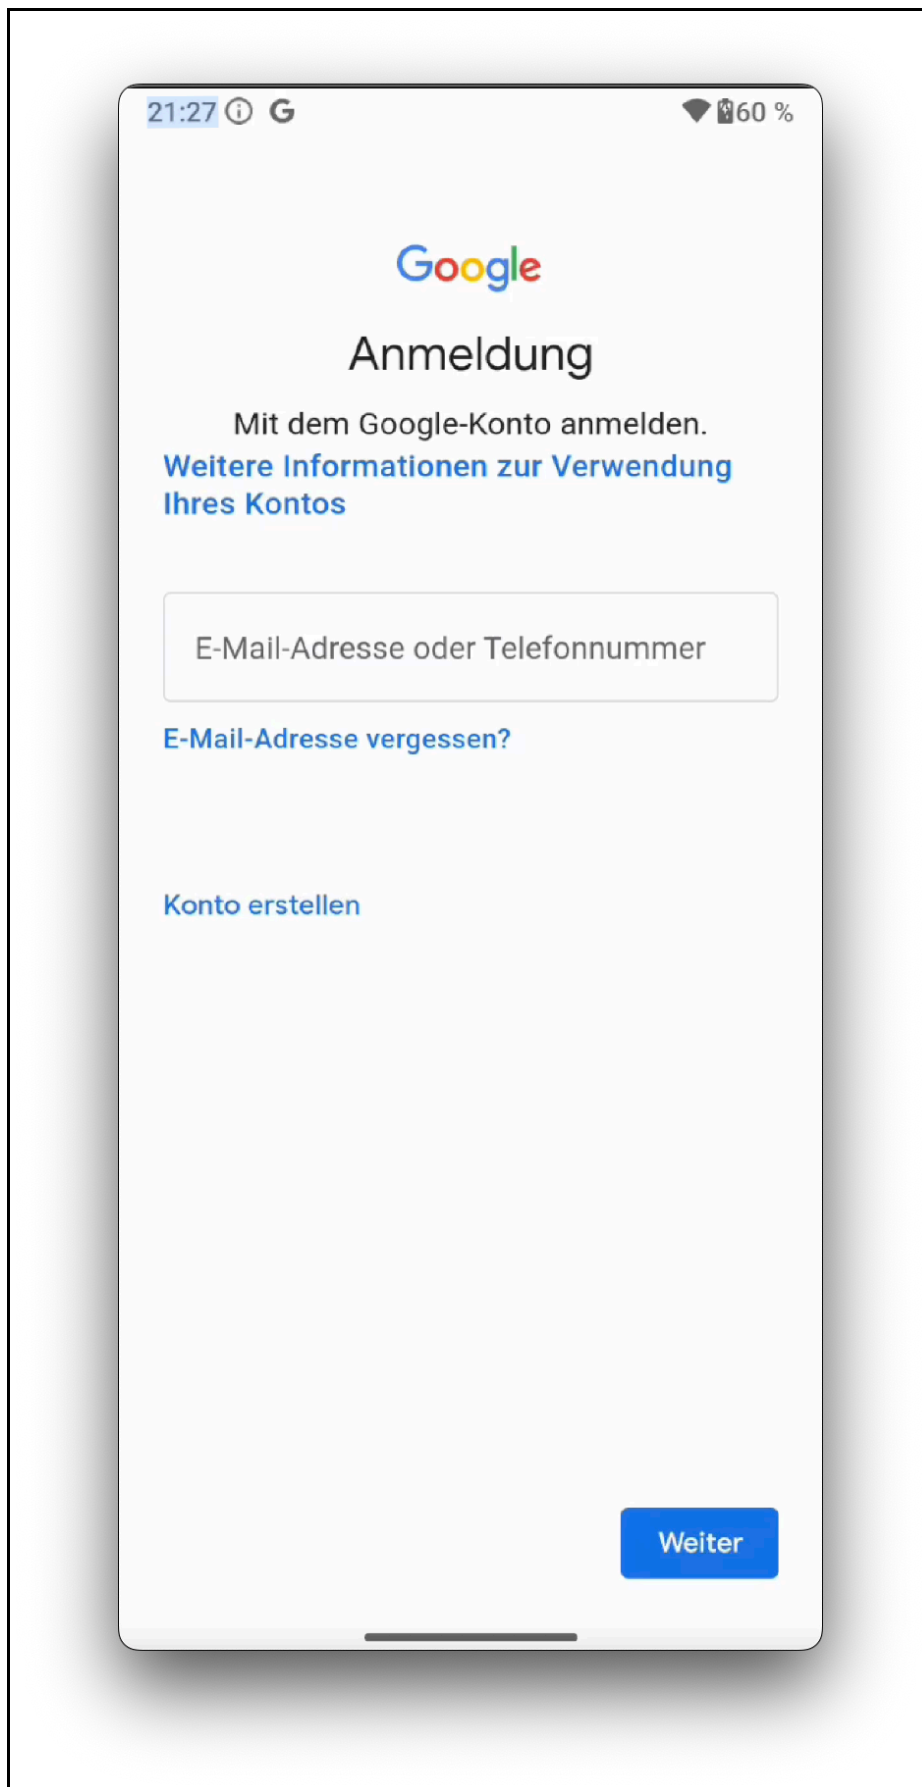 21:27 G 60 %
Google
Anmeldung
Mit dem Google-Konto anmelden.
Weitere Informationen zur Verwendung
Ihres Kontos
E-Mail-Adresse oder Telefonnummer
E-Mail-Adresse vergessen?
Konto erstellen
Weiter